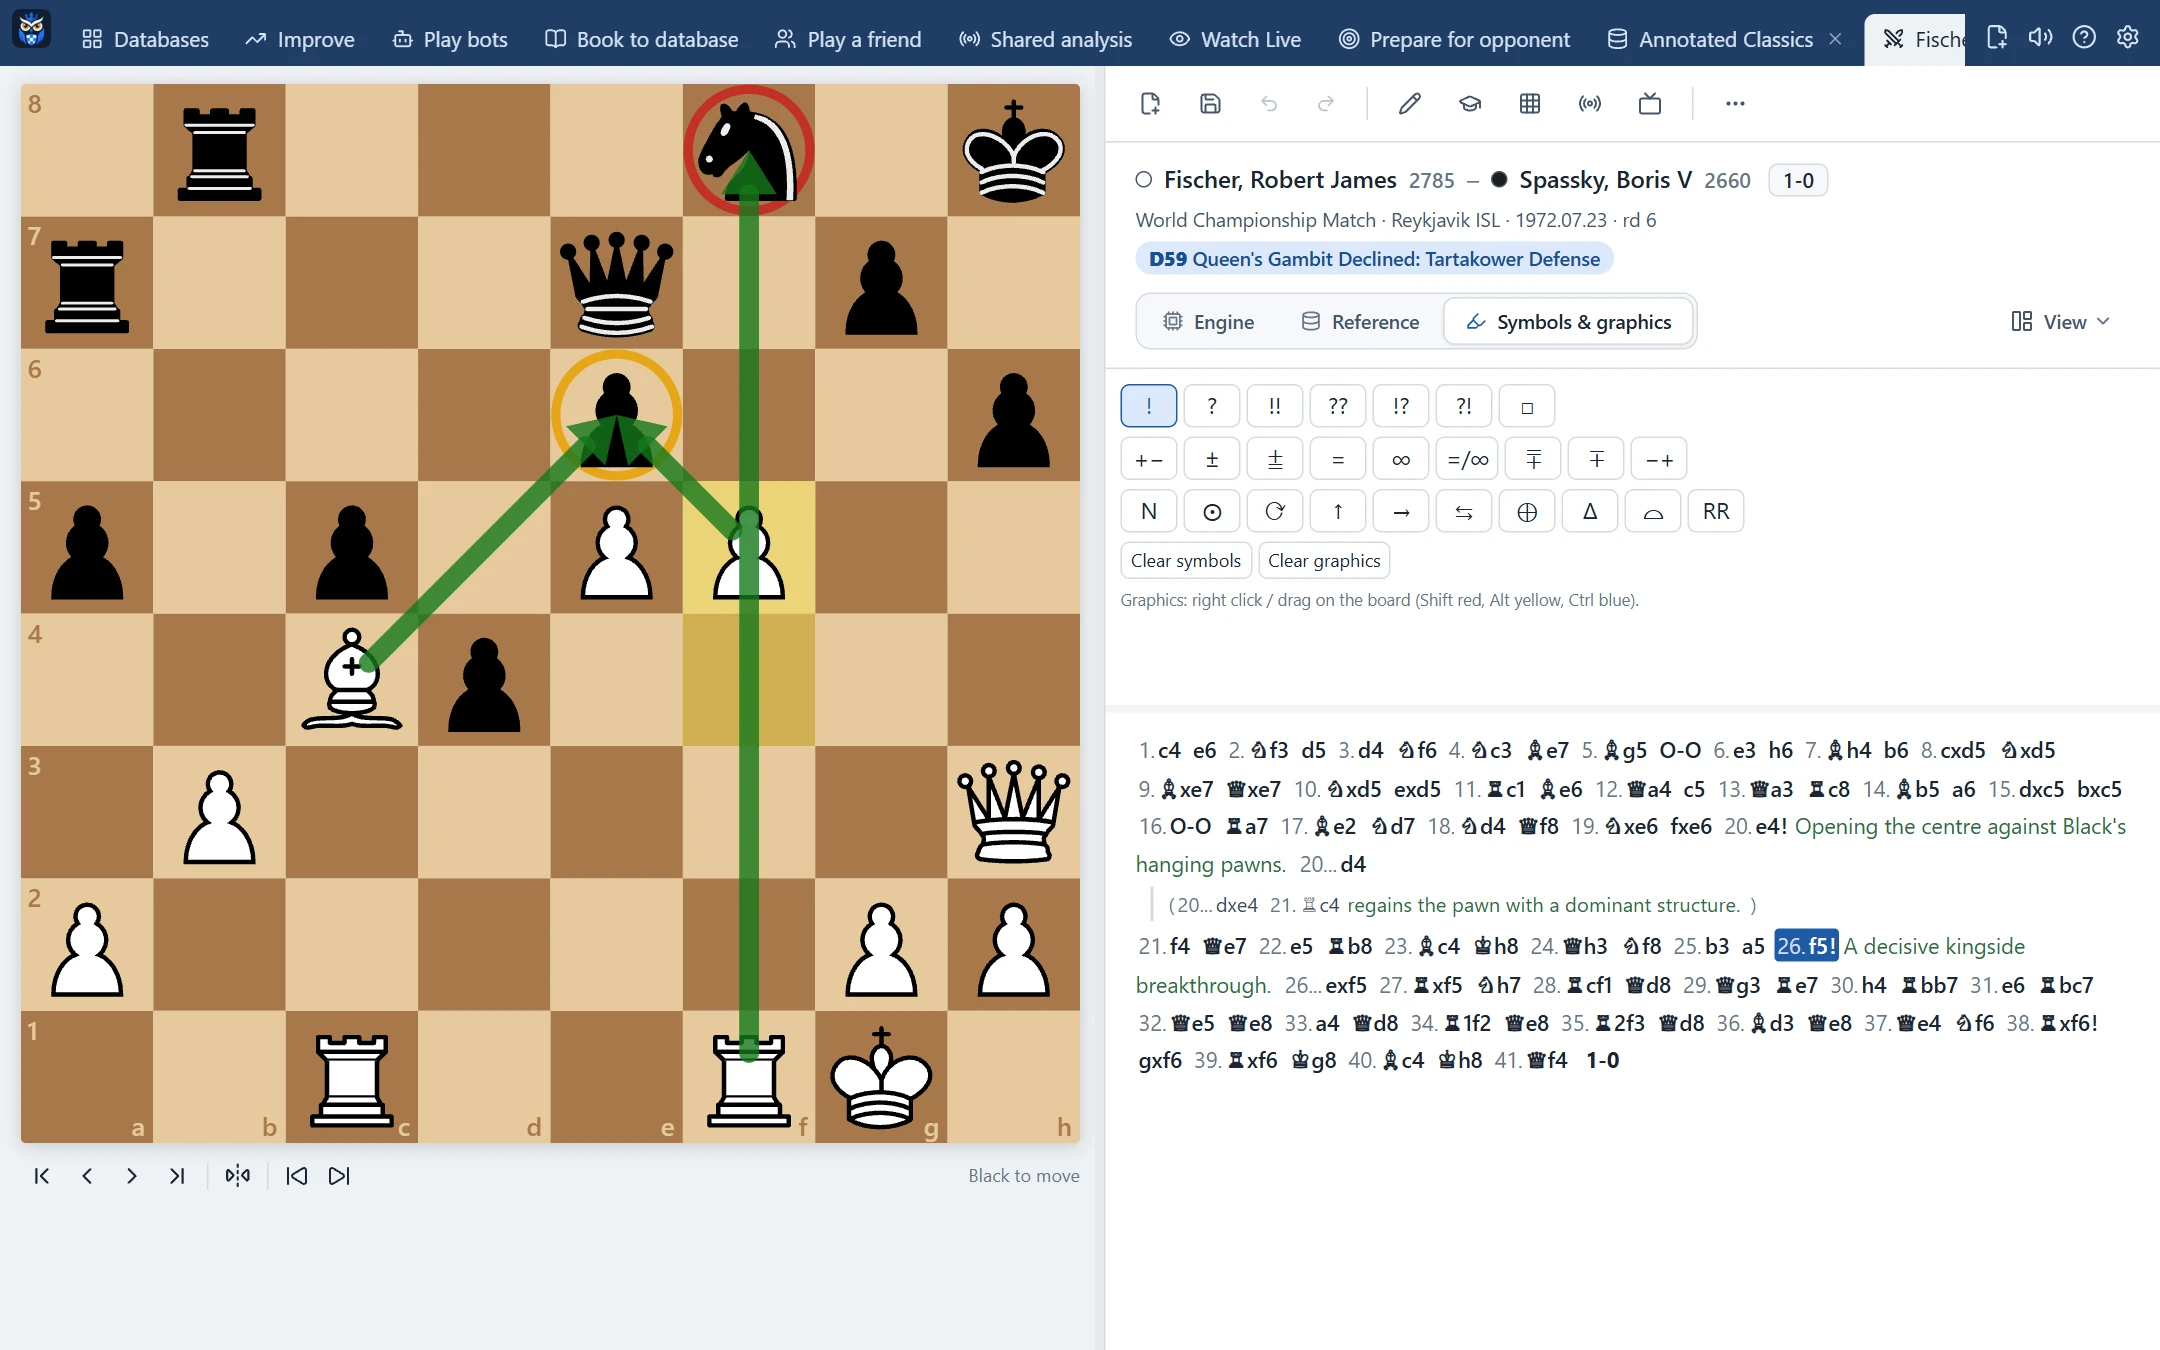 Databases Improve Play bots Book to database Play a friend Shared analysis Watch Live Prepare for opponent Annotated Classics Fische
8
7
6
5
4
3
2
1
a b c d e f g h
Black to move
Fischer, Robert James 2785 – Spassky, Boris V 2660 1-0
World Championship Match · Reykjavik ISL · 1972.07.23 · rd 6
D59 Queen's Gambit Declined: Tartakower Defense
Engine Reference Symbols & graphics View
! ? !! ?? !? ?! □
+− ± ⩲ = ∞ =/∞ ⩱ ∓ −+
N ⊙ ⟳ ↑ → ⇆ ⊕ Δ ⌓ RR
Clear symbols Clear graphics
Graphics: right click / drag on the board (Shift red, Alt yellow, Ctrl blue).
1. c4 e6 2. ♘f3 d5 3. d4 ♘f6 4. ♘c3 ♝e7 5. ♝g5 O-O 6. e3 h6 7. ♝h4 b6 8. cxd5 ♘xd5
9. ♝xe7 ♛xe7 10. ♘xd5 exd5 11. ♜c1 ♝e6 12. ♛a4 c5 13. ♛a3 ♜c8 14. ♝b5 a6 15. dxc5 bxc5
16. O-O ♜a7 17. ♝e2 ♘d7 18. ♘d4 ♛f8 19. ♘xe6 fxe6 20. e4! Opening the centre against Black's
hanging pawns. 20... d4
( 20... dxe4 21. ♖c4 regains the pawn with a dominant structure. )
21. f4 ♛e7 22. e5 ♜b8 23. ♝c4 ♚h8 24. ♛h3 ♘f8 25. b3 a5 26. f5! A decisive kingside
breakthrough. 26... exf5 27. ♜xf5 ♘h7 28. ♜cf1 ♛d8 29. ♛g3 ♜e7 30. h4 ♜bb7 31. e6 ♜bc7
32. ♛e5 ♛e8 33. a4 ♛d8 34. ♜1f2 ♛e8 35. ♜2f3 ♛d8 36. ♝d3 ♛e8 37. ♛e4 ♘f6 38. ♜xf6!
gxf6 39. ♜xf6 ♚g8 40. ♝c4 ♚h8 41. ♛f4 1-0